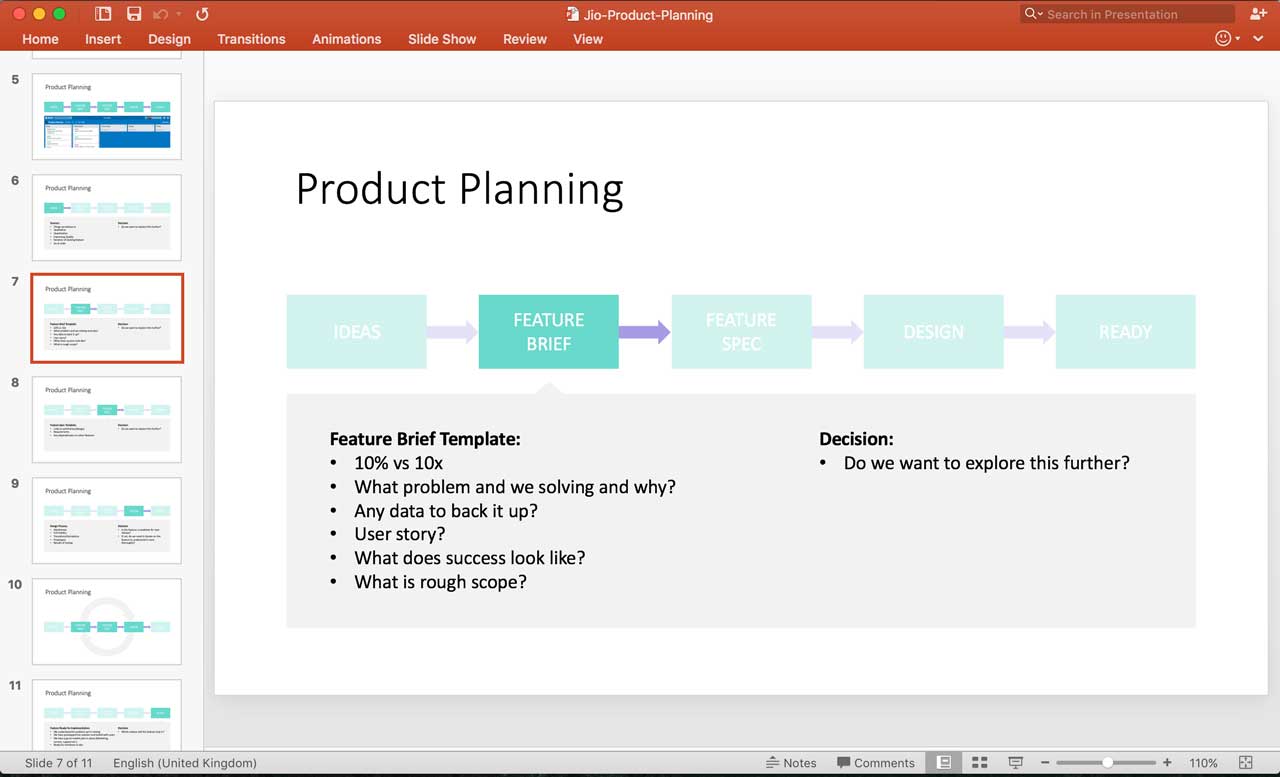 Jio-Product-Planning
Search in Presentation
Home Insert Design Transitions Animations Slide Show Review View
5
Product Planning
6
Product Planning
7
Product Planning
8
Product Planning
9
Product Planning
10
Product Planning
11
Product Planning
Product Planning
IDEAS
FEATURE
BRIEF
FEATURE
SPEC
DESIGN
READY
Feature Brief Template:
• 10% vs 10x
• What problem and we solving and why?
• Any data to back it up?
• User story?
• What does success look like?
• What is rough scope?
Decision:
• Do we want to explore this further?
Slide 7 of 11 English (United Kingdom) Notes Comments 110%